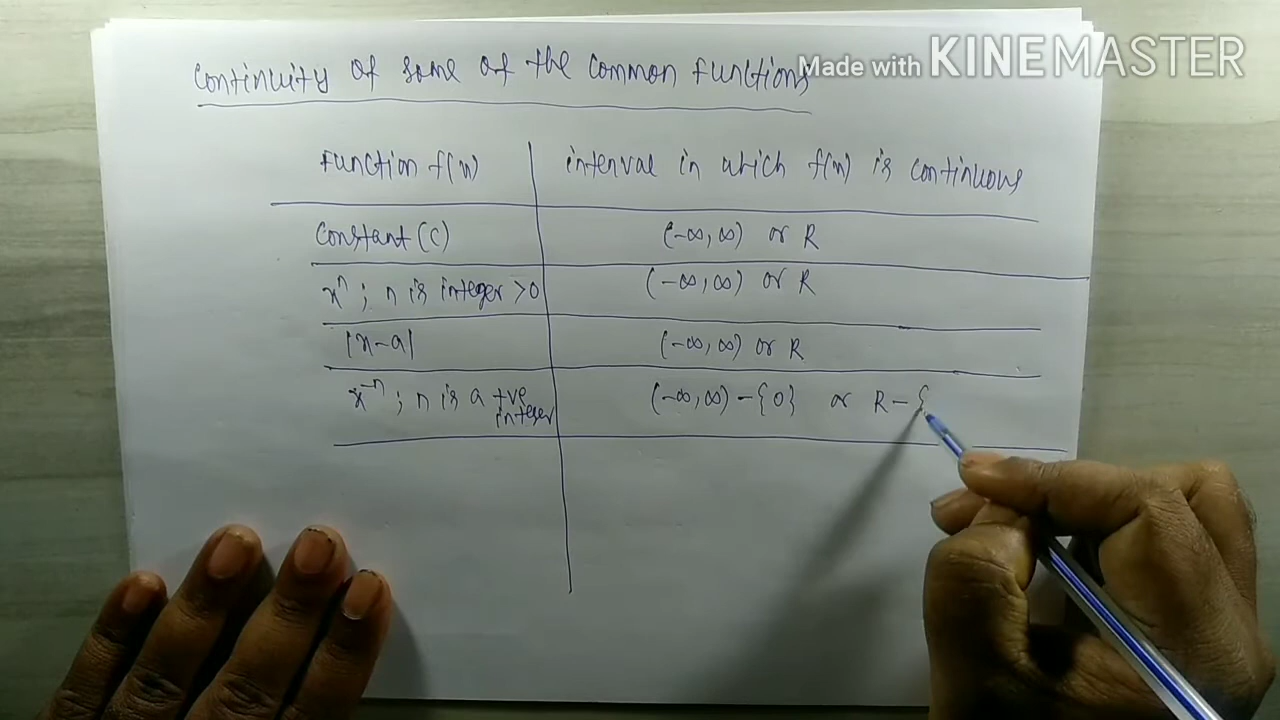 Made with KINEMASTER
Continuity of some of the common functions
Function f(x) interval in which f(x) is continuous
Constant (C) (-∞, ∞) or R
xⁿ ; n is integer >0 (-∞, ∞) or R
|x-a| (-∞, ∞) or R
x⁻ⁿ ; n is a +ve integer (-∞, ∞) - {0} or R - {